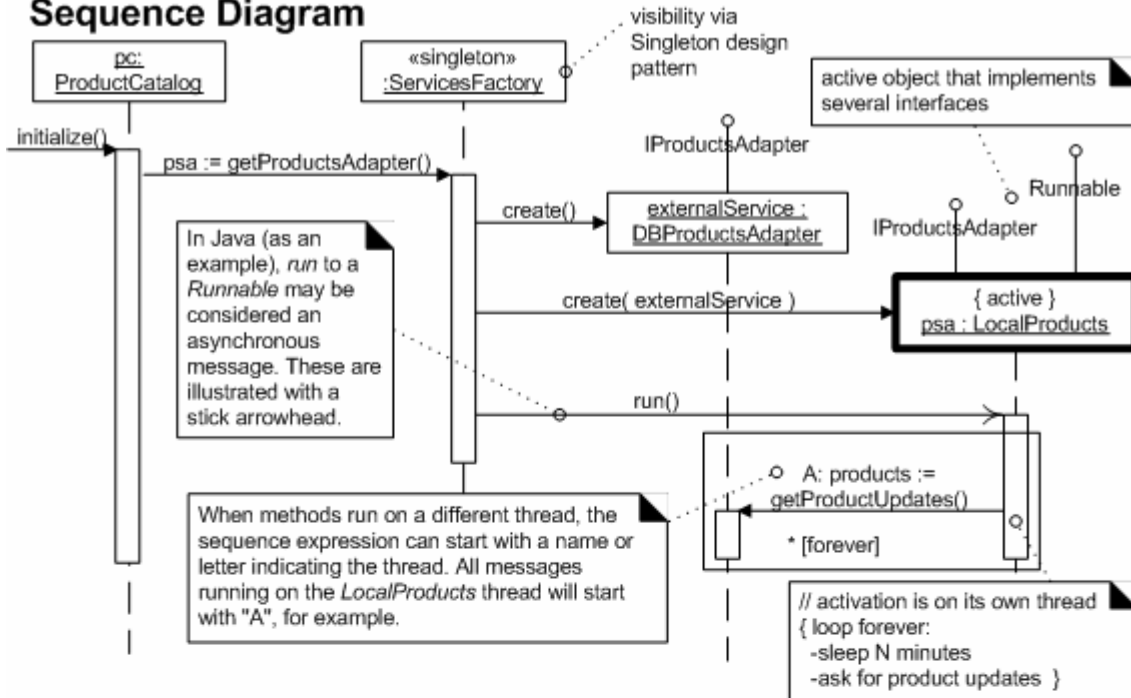 Sequence Diagram
pc:
ProductCatalog
«singleton»
:ServicesFactory
visibility via
Singleton design
pattern
active object that implements
several interfaces
initialize()
psa := getProductsAdapter()
IProductsAdapter
Runnable
create()
externalService :
DBProductsAdapter
IProductsAdapter
In Java (as an
example), run to a
Runnable may be
considered an
asynchronous
message. These are
illustrated with a
stick arrowhead.
create( externalService )
{ active }
psa : LocalProducts
run()
A: products :=
getProductUpdates()
* [forever]
When methods run on a different thread, the
sequence expression can start with a name or
letter indicating the thread. All messages
running on the LocalProducts thread will start
with "A", for example.
// activation is on its own thread
{ loop forever:
-sleep N minutes
-ask for product updates }